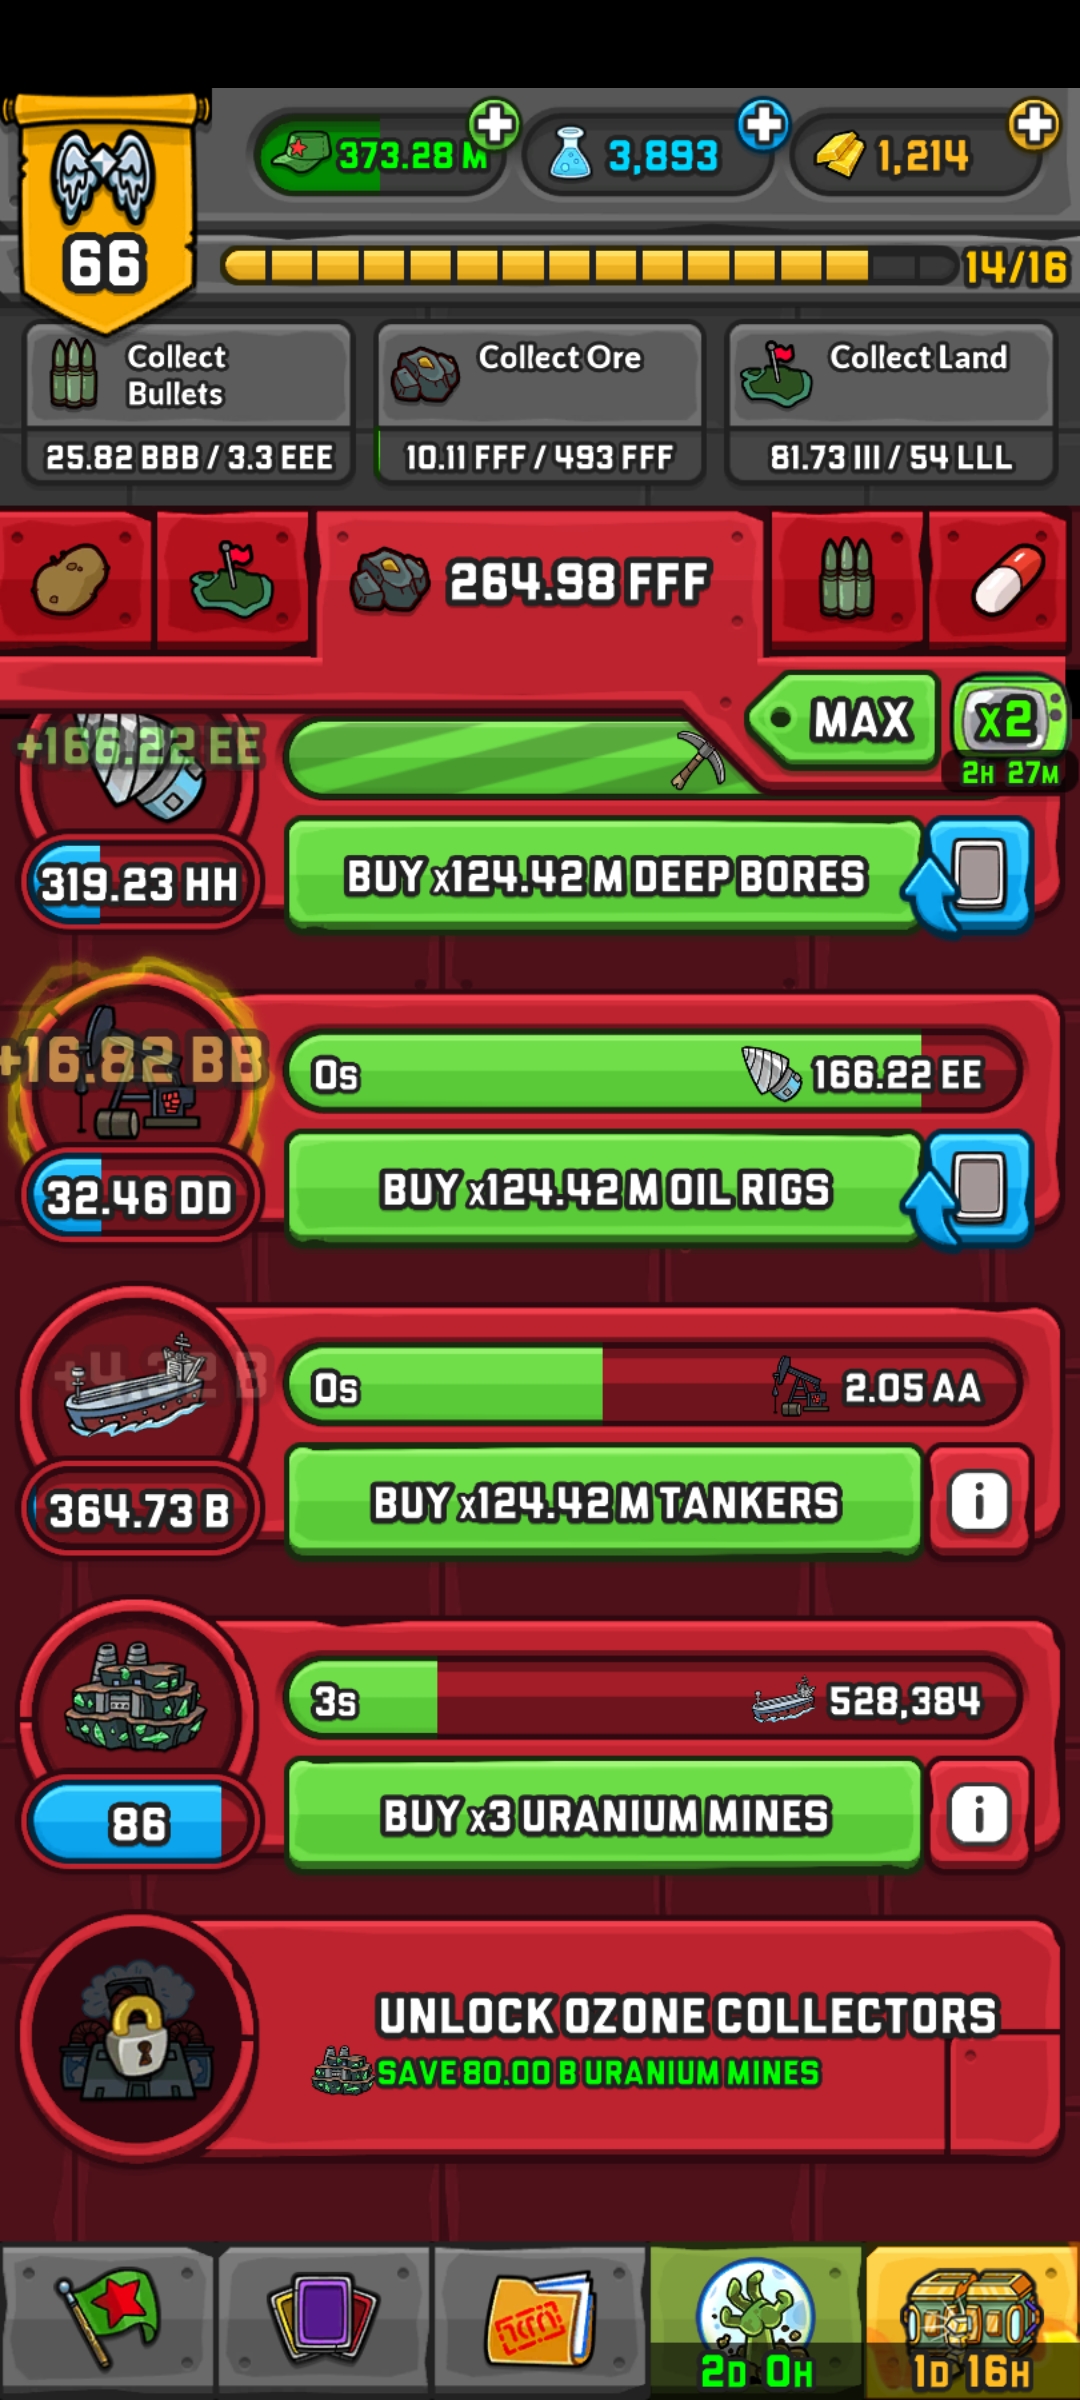 66
373.28 M
3,893
1,214
14/16
Collect
Bullets
25.82 BBB / 3.3 EEE
Collect Ore
10.11 FFF / 493 FFF
Collect Land
81.73 III / 54 LLL
264.98 FFF
MAX
x2
2H 27M
+166.22 EE
319.23 HH
BUY x124.42 M DEEP BORES
+16.82 BB
0s
166.22 EE
32.46 DD
BUY x124.42 M OIL RIGS
+4.32 B
0s
2.05 AA
364.73 B
BUY x124.42 M TANKERS
i
3s
528,384
86
BUY x3 URANIUM MINES
i
UNLOCK OZONE COLLECTORS
SAVE 80.00 B URANIUM MINES
2D 0H
1D 16H